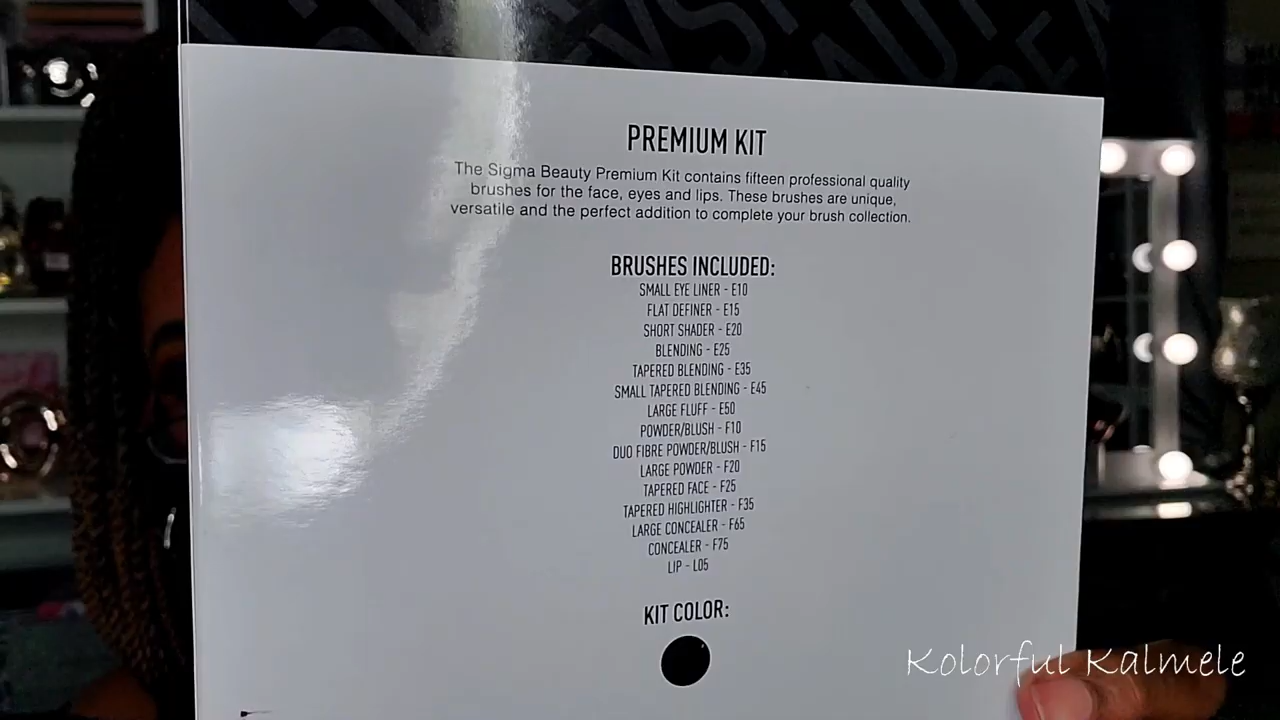 PREMIUM KIT
The Sigma Beauty Premium Kit contains fifteen professional quality
brushes for the face, eyes and lips. These brushes are unique,
versatile and the perfect addition to complete your brush collection.
BRUSHES INCLUDED:
SMALL EYE LINER - E10
FLAT DEFINER - E15
SHORT SHADER - E20
BLENDING - E25
TAPERED BLENDING - E35
SMALL TAPERED BLENDING - E45
LARGE FLUFF - E50
POWDER/BLUSH - F10
DUO FIBRE POWDER/BLUSH - F15
LARGE POWDER - F20
TAPERED FACE - F25
TAPERED HIGHLIGHTER - F35
LARGE CONCEALER - F65
CONCEALER - F75
LIP - L05
KIT COLOR:
Kolorful Kalmele